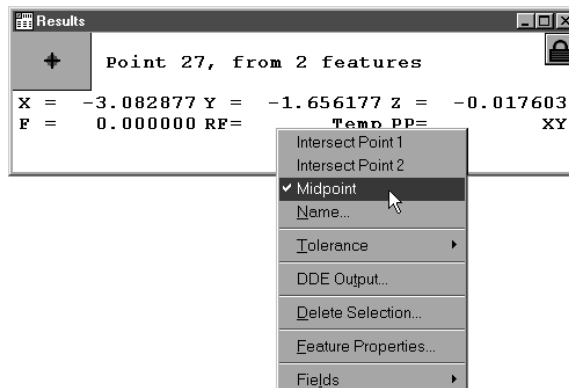 Results
Point 27, from 2 features
X = -3.082877 Y = -1.656177 Z = -0.017603
F = 0.000000 RF= Temp PP= XY
Intersect Point 1
Intersect Point 2
Midpoint
Name...
Tolerance
DDE Output...
Delete Selection...
Feature Properties...
Fields